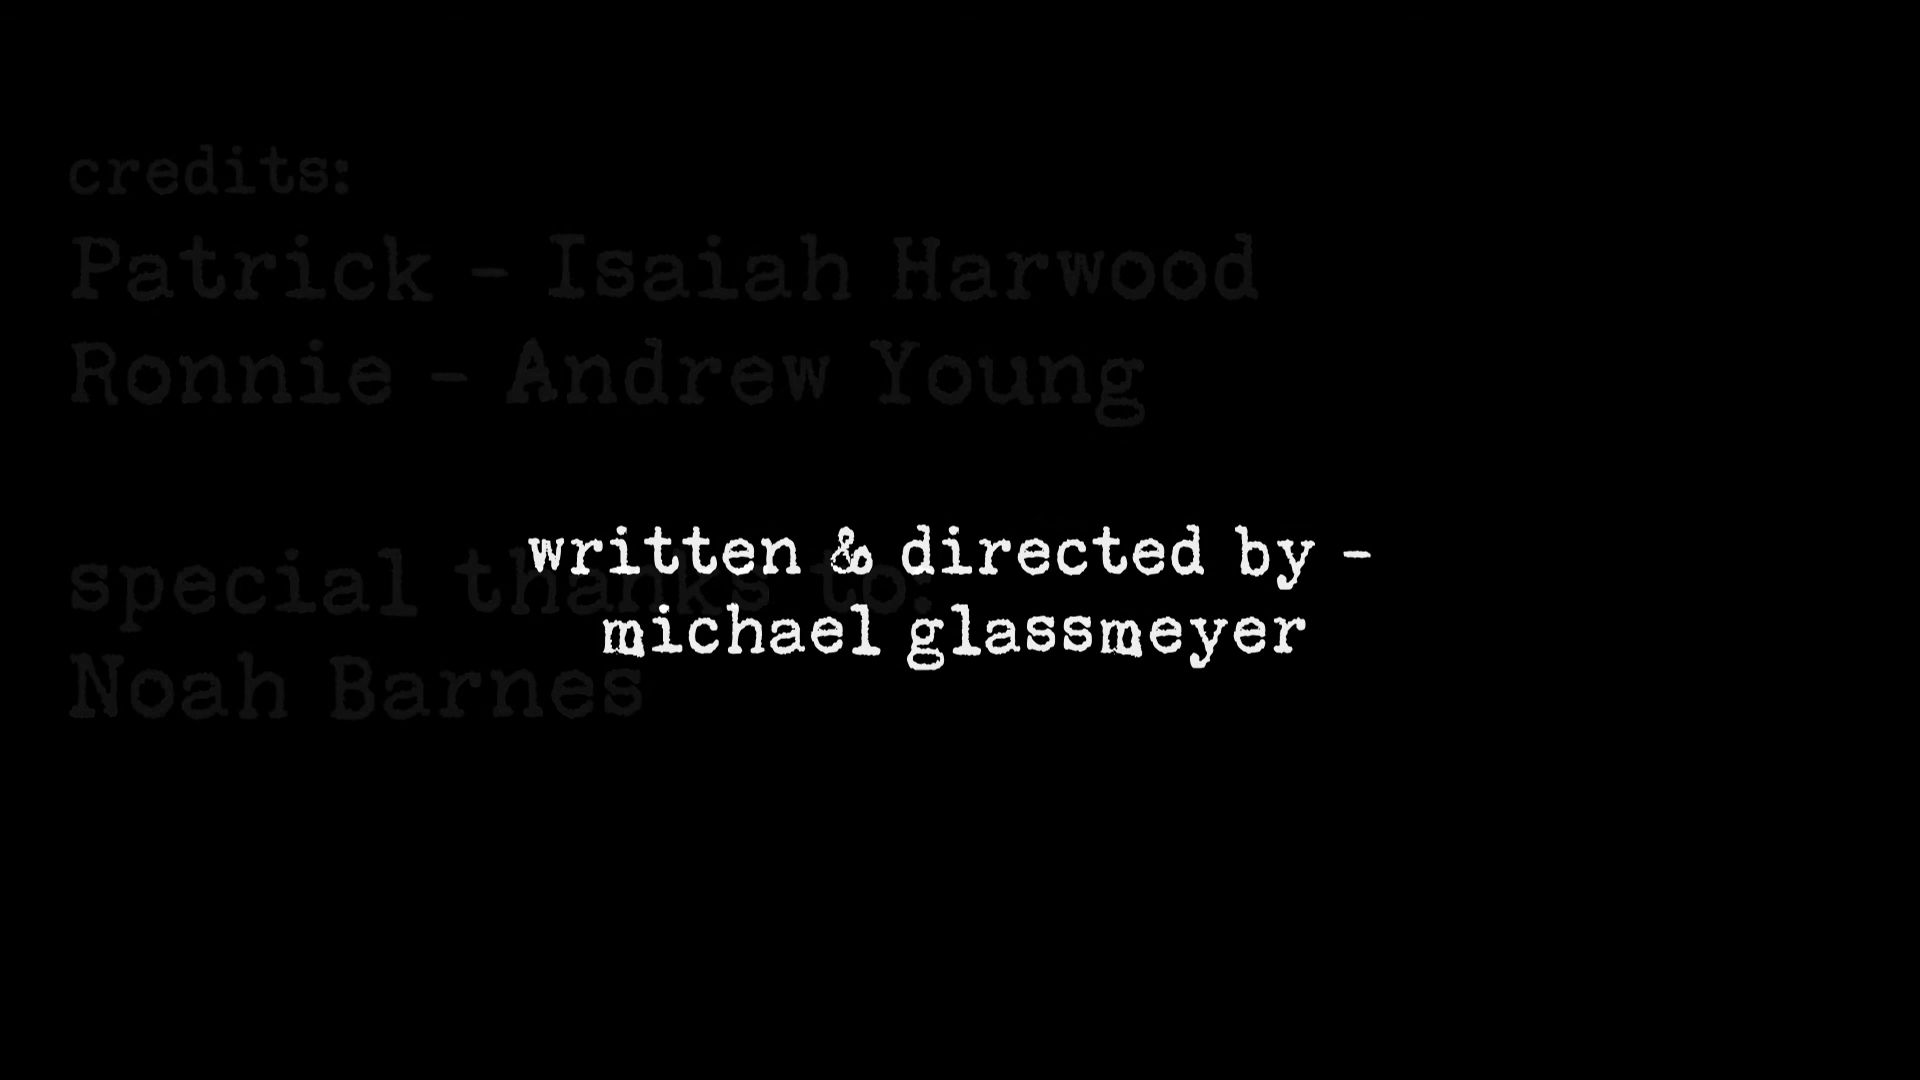 credits:
Patrick - Isaiah Harwood
Ronnie - Andrew Young
written & directed by -
special thanks to:
michael glassmeyer
Noah Barnes